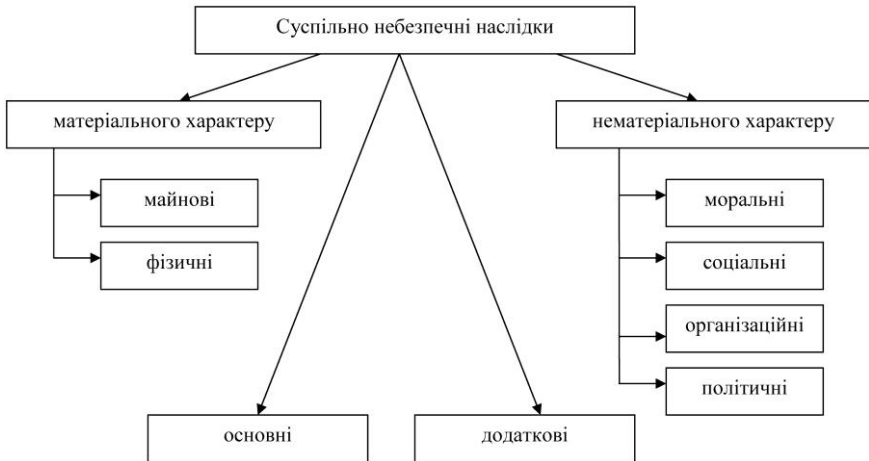 Суспільно небезпечні наслідки
матеріального характеру
нематеріального характеру
майнові
фізичні
моральні
соціальні
організаційні
політичні
основні
додаткові